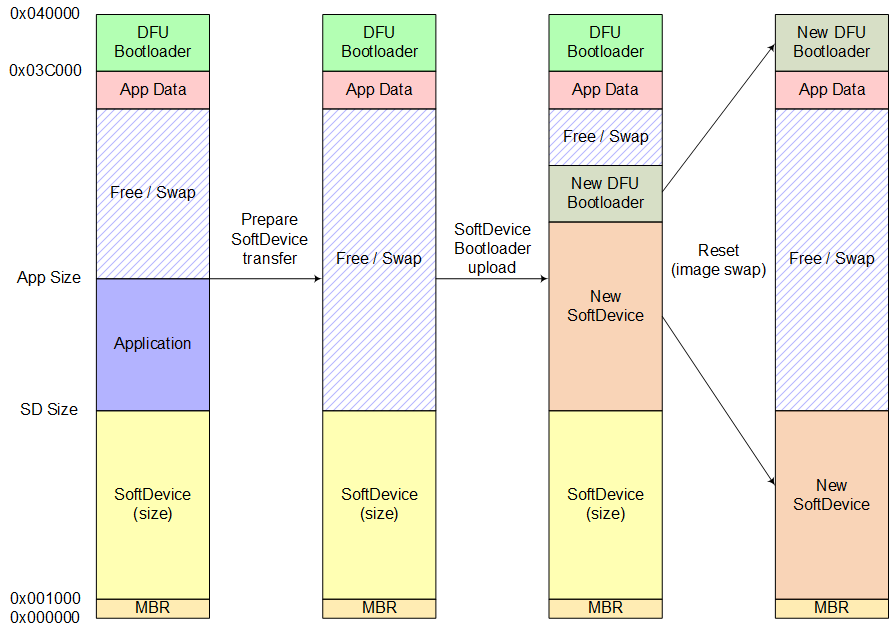 0x040000
0x03C000
App Size
SD Size
0x001000
0x000000
DFU
Bootloader
App Data
Free / Swap
Application
SoftDevice
(size)
MBR
Prepare
SoftDevice
transfer
DFU
Bootloader
App Data
Free / Swap
SoftDevice
(size)
MBR
SoftDevice
Bootloader
upload
DFU
Bootloader
App Data
Free / Swap
New DFU
Bootloader
New
SoftDevice
SoftDevice
(size)
MBR
Reset
(image swap)
New DFU
Bootloader
App Data
Free / Swap
New
SoftDevice
MBR